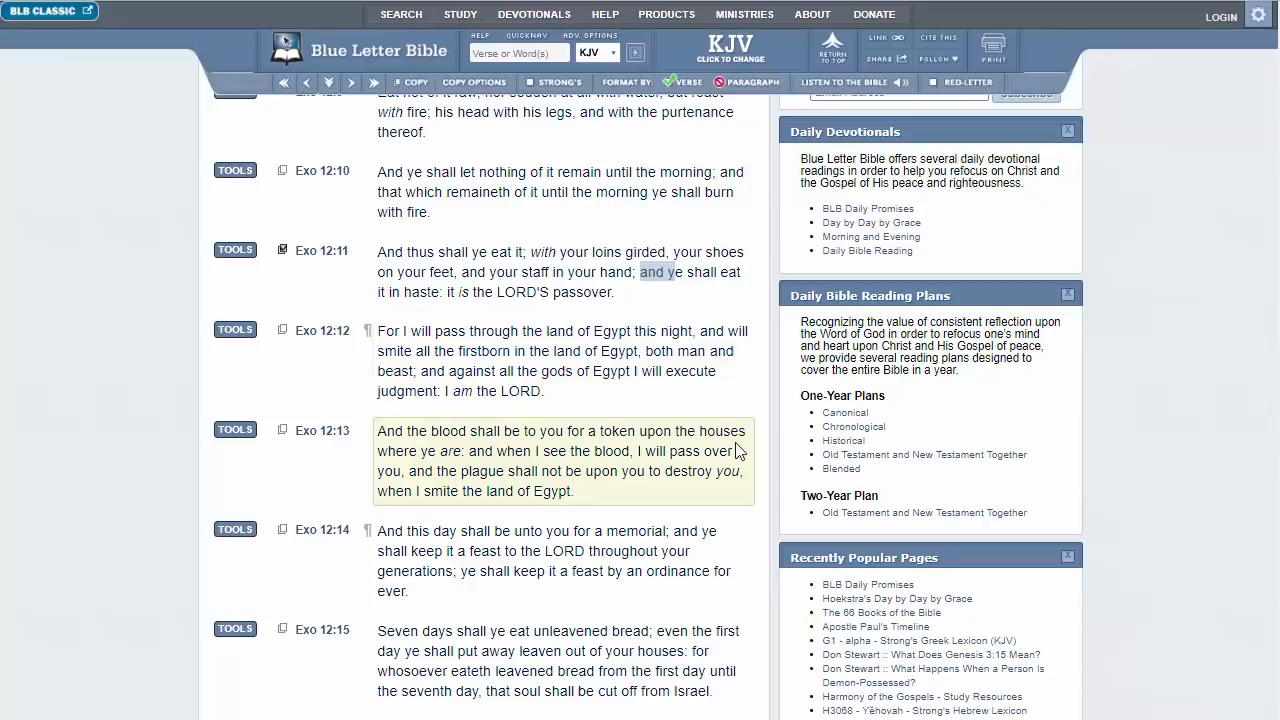 BLB CLASSIC
SEARCH STUDY DEVOTIONALS HELP PRODUCTS MINISTRIES ABOUT DONATE
LOGIN
Blue Letter Bible
HELP QUICKNAV ADV. OPTIONS
Verse or Word(s) KJV
KJV
CLICK TO CHANGE
RETURN
TO TOP
LINK CITE THIS
SHARE FOLLOW
PRINT
COPY COPY OPTIONS STRONG'S FORMAT BY: VERSE PARAGRAPH LISTEN TO THE BIBLE RED-LETTER
with fire; his head with his legs, and with the purtenance
thereof.
TOOLS Exo 12:10 And ye shall let nothing of it remain until the morning; and
that which remaineth of it until the morning ye shall burn
with fire.
TOOLS Exo 12:11 And thus shall ye eat it; with your loins girded, your shoes
on your feet, and your staff in your hand; and ye shall eat
it in haste: it is the LORD'S passover.
TOOLS Exo 12:12 ¶ For I will pass through the land of Egypt this night, and will
smite all the firstborn in the land of Egypt, both man and
beast; and against all the gods of Egypt I will execute
judgment: I am the LORD.
TOOLS Exo 12:13 And the blood shall be to you for a token upon the houses
where ye are: and when I see the blood, I will pass over
you, and the plague shall not be upon you to destroy you,
when I smite the land of Egypt.
TOOLS Exo 12:14 ¶ And this day shall be unto you for a memorial; and ye
shall keep it a feast to the LORD throughout your
generations; ye shall keep it a feast by an ordinance for
ever.
TOOLS Exo 12:15 Seven days shall ye eat unleavened bread; even the first
day ye shall put away leaven out of your houses: for
whosoever eateth leavened bread from the first day until
the seventh day, that soul shall be cut off from Israel.
Daily Devotionals
Blue Letter Bible offers several daily devotional
readings in order to help you refocus on Christ and
the Gospel of His peace and righteousness.
BLB Daily Promises
Day by Day by Grace
Morning and Evening
Daily Bible Reading
Daily Bible Reading Plans
Recognizing the value of consistent reflection upon
the Word of God in order to refocus one's mind
and heart upon Christ and His Gospel of peace,
we provide several reading plans designed to
cover the entire Bible in a year.
One-Year Plans
Canonical
Chronological
Historical
Old Testament and New Testament Together
Blended
Two-Year Plan
Old Testament and New Testament Together
Recently Popular Pages
BLB Daily Promises
Hoekstra's Day by Day by Grace
The 66 Books of the Bible
Apostle Paul's Timeline
G1 - alpha - Strong's Greek Lexicon (KJV)
Don Stewart :: What Does Genesis 3:15 Mean?
Don Stewart :: What Happens When a Person Is
Demon-Possessed?
Harmony of the Gospels - Study Resources
H3068 - Yĕhovah - Strong's Hebrew Lexicon